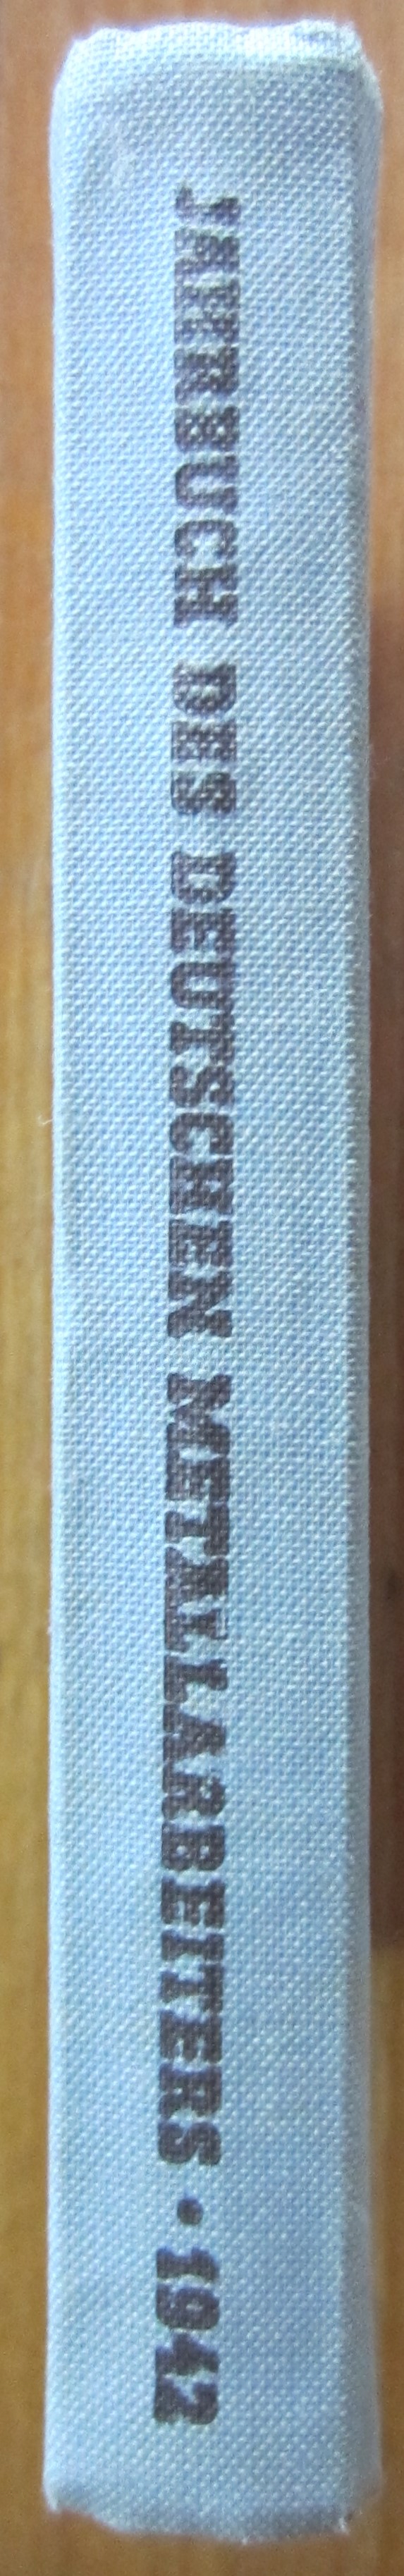 JAHRBUCH DES DEUTSCHEN METALLARBEITERS • 1942